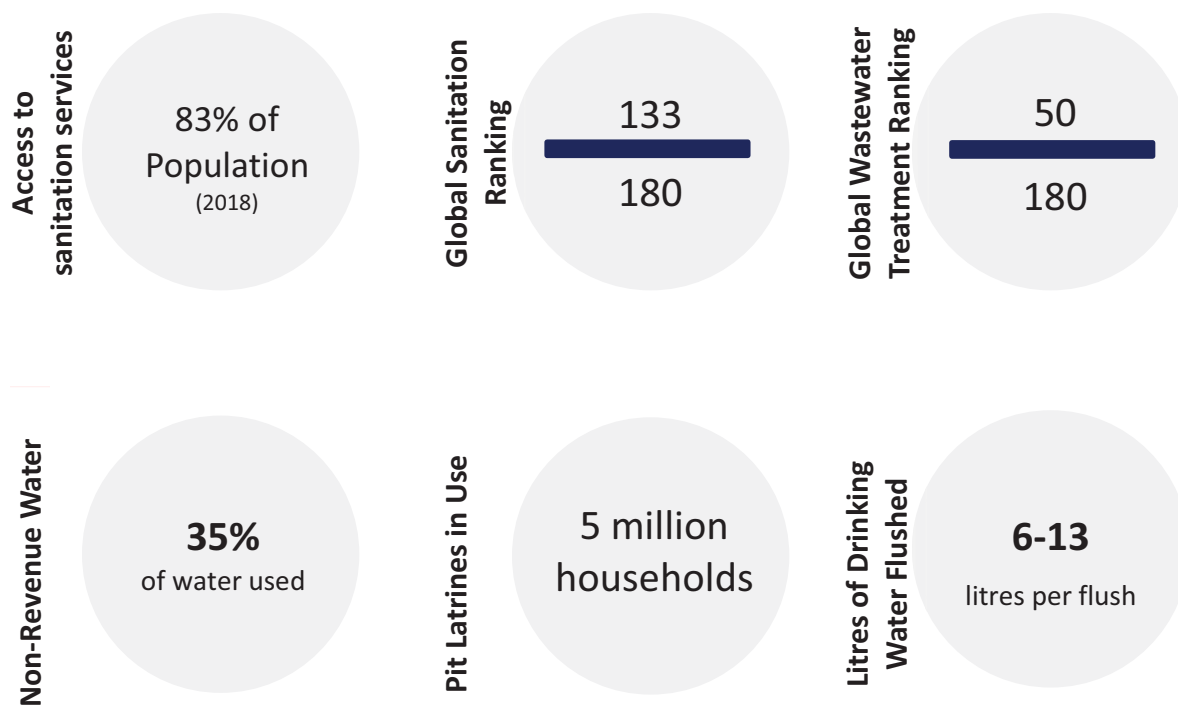 Access to
sanitation services
83% of
Population
(2018)
Global Sanitation
Ranking
133
180
Global Wastewater
Treatment Ranking
50
180
Non-Revenue Water
35%
of water used
Pit Latrines in Use
5 million
households
Litres of Drinking
Water Flushed
6-13
litres per flush